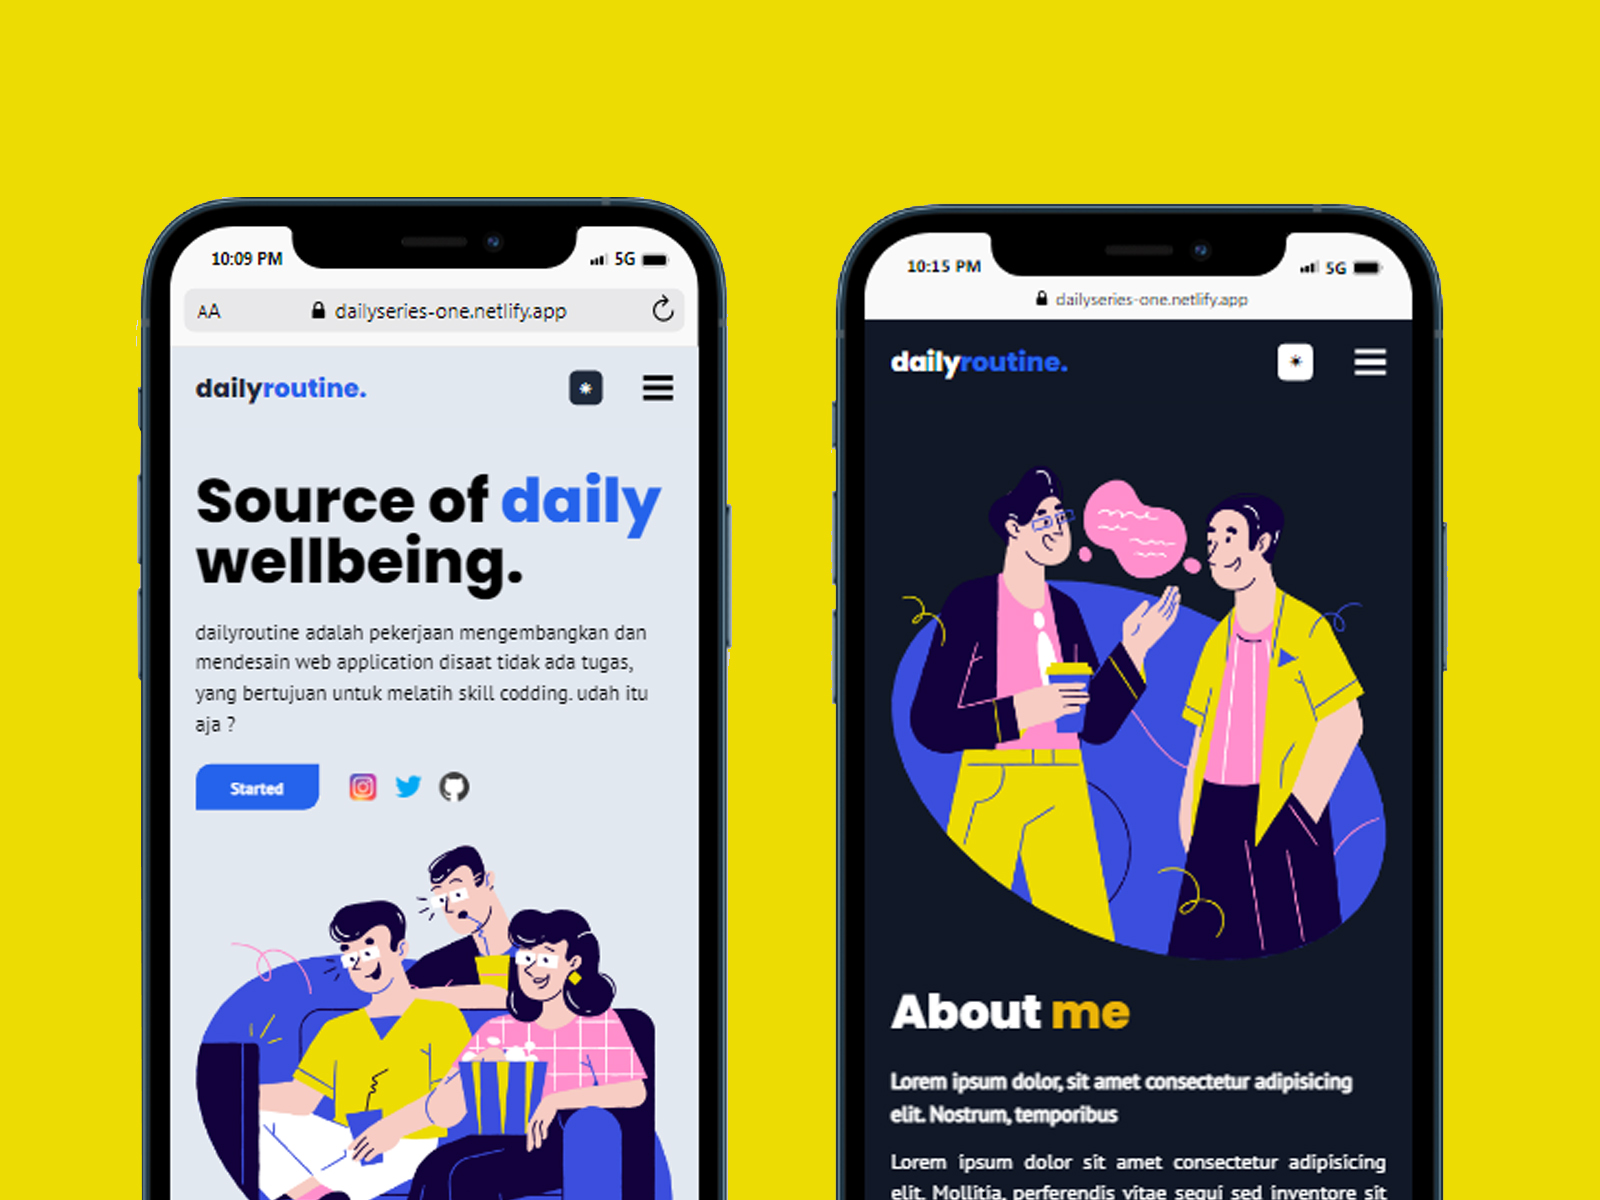 10:09 PM
5G
AA
dailyseries-one.netlify.app
dailyroutine.
Source of daily
wellbeing.
dailyroutine adalah pekerjaan mengembangkan dan
mendesain web application disaat tidak ada tugas,
yang bertujuan untuk melatih skill codding. udah itu
aja ?
Started
10:15 PM
5G
dailyseries-one.netlify.app
dailyroutine.
About me
Lorem ipsum dolor, sit amet consectetur adipisicing
elit. Nostrum, temporibus
Lorem ipsum dolor sit amet consectetur adipisicing
elit. Mollitia, perferendis vitae sequi sed inventore sit